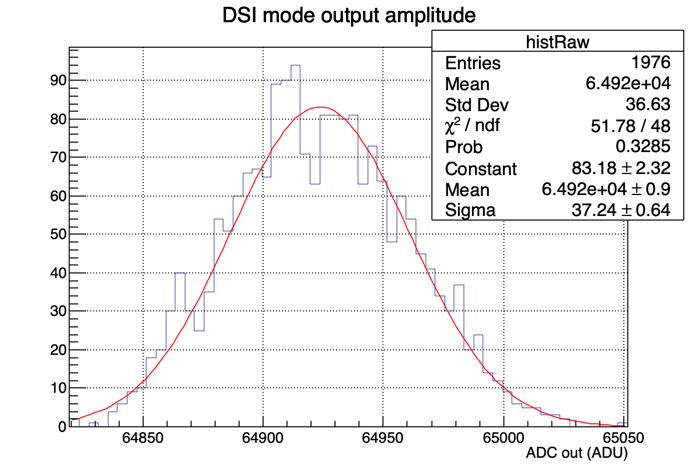 DSI mode output amplitude
histRaw
Entries 1976
Mean 6.492e+04
Std Dev 36.63
χ² / ndf 51.78 / 48
Prob 0.3285
Constant 83.18 ± 2.32
Mean 6.492e+04 ± 0.9
Sigma 37.24 ± 0.64
90
80
70
60
50
40
30
20
10
0
64850 64900 64950 65000 65050
ADC out (ADU)